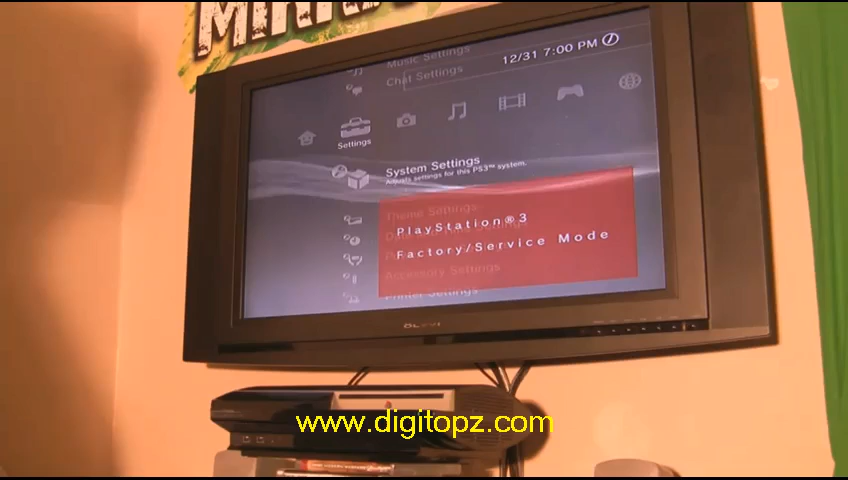 Music Settings
Chat Settings
12/31 7:00 PM
Settings
System Settings
Adjusts settings for this PS3™ system.
Theme Settings
PlayStation®3
Factory/Service Mode
Accessory Settings
Printer Settings
OLEVIA
www.digitopz.com